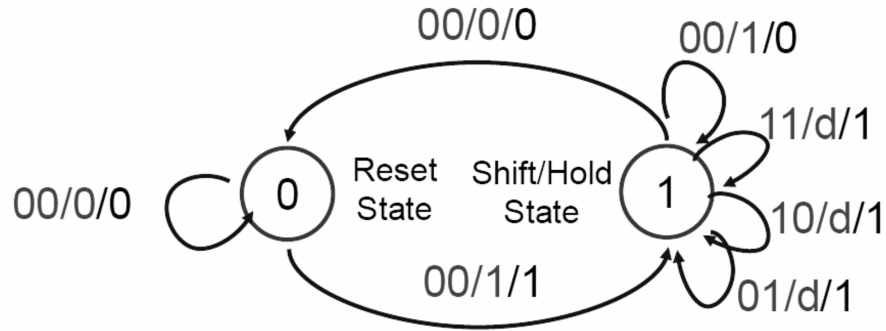 00/0/0
00/1/0
11/d/1
00/0/0
0
Reset
State
Shift/Hold
State
1
10/d/1
00/1/1
01/d/1